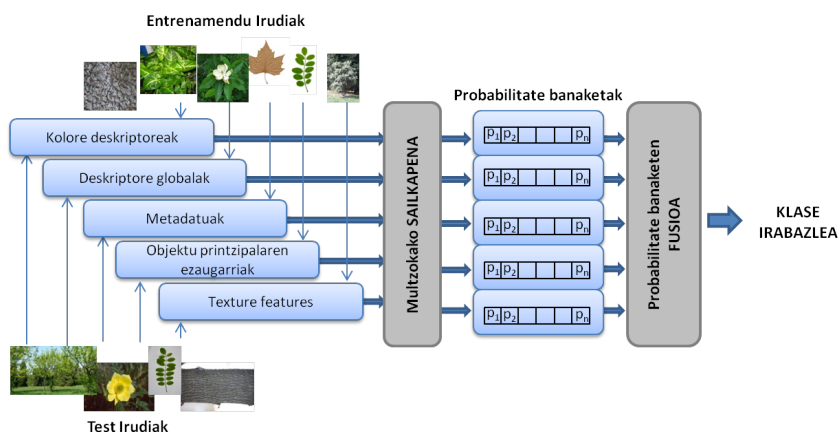 Entrenamendu Irudiak
Kolore deskriptoreak
Deskriptore globalak
Metadatuak
Objektu printzipalaren
ezaugarriak
Texture features
Test Irudiak
Multzokako SAILKAPENA
Probabilitate banaketak
p1 p2 pn
p1 p2 pn
p1 p2 pn
p1 p2 pn
p1 p2 pn
Probabilitate banaketen
FUSIOA
KLASE
IRABAZLEA